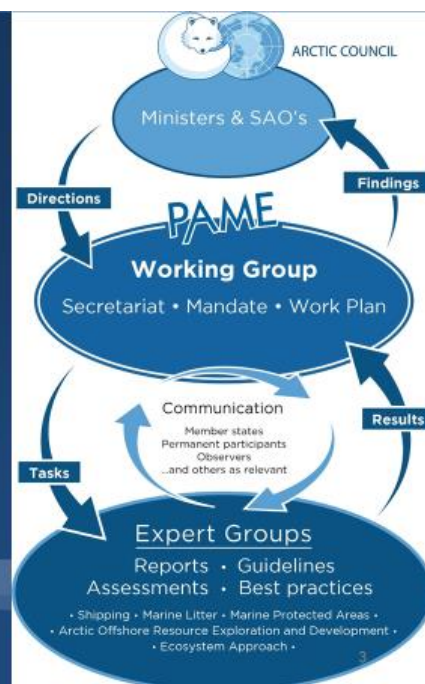 ARCTIC COUNCIL
Ministers & SAO's
Directions
Findings
PAME
Working Group
Secretariat • Mandate • Work Plan
Communication
Member states
Permanent participants
Observers
...and others as relevant
Tasks
Results
Expert Groups
Reports • Guidelines
Assessments • Best practices
• Shipping • Marine Litter • Marine Protected Areas •
• Arctic Offshore Resource Exploration and Development •
• Ecosystem Approach •
3